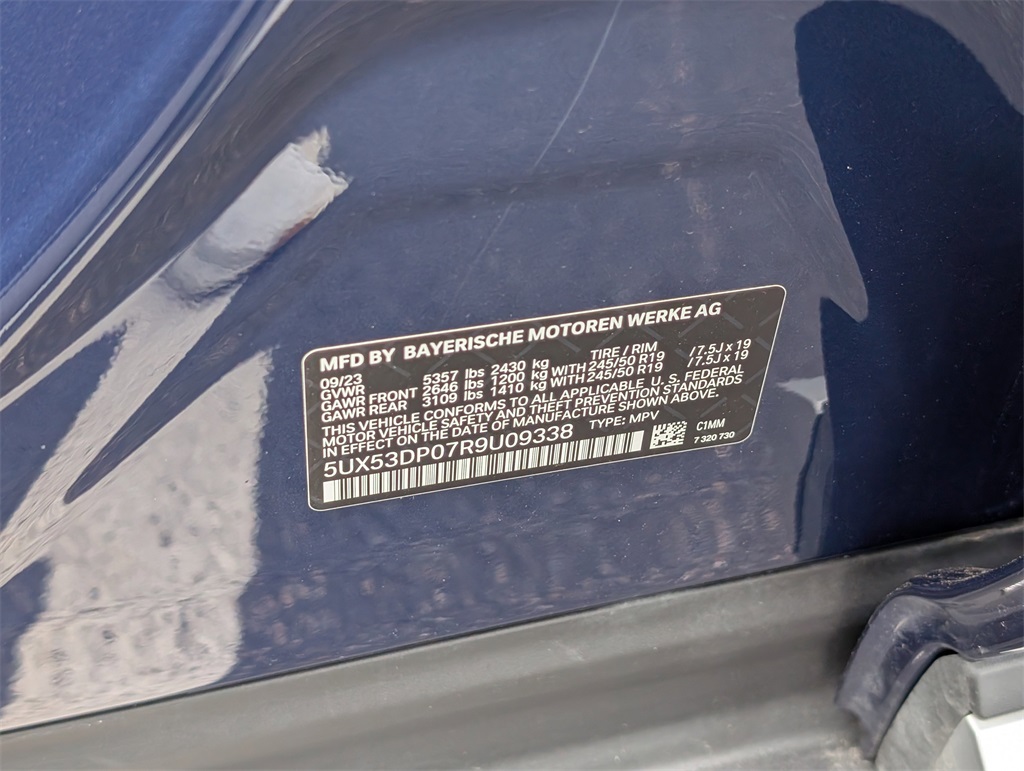 MFD BY BAYERISCHE MOTOREN WERKE AG
09/23 TIRE / RIM
GVWR 5357 lbs 2430 kg
GAWR FRONT 2646 lbs 1200 kg WITH 245/50 R19 / 7.5J x 19
GAWR REAR 3109 lbs 1410 kg WITH 245/50 R19 / 7.5J x 19
THIS VEHICLE CONFORMS TO ALL APPLICABLE U. S. FEDERAL
MOTOR VEHICLE SAFETY AND THEFT PREVENTION STANDARDS
IN EFFECT ON THE DATE OF MANUFACTURE SHOWN ABOVE.
5UX53DP07R9U09338 TYPE: MPV C1MM
7 320 730